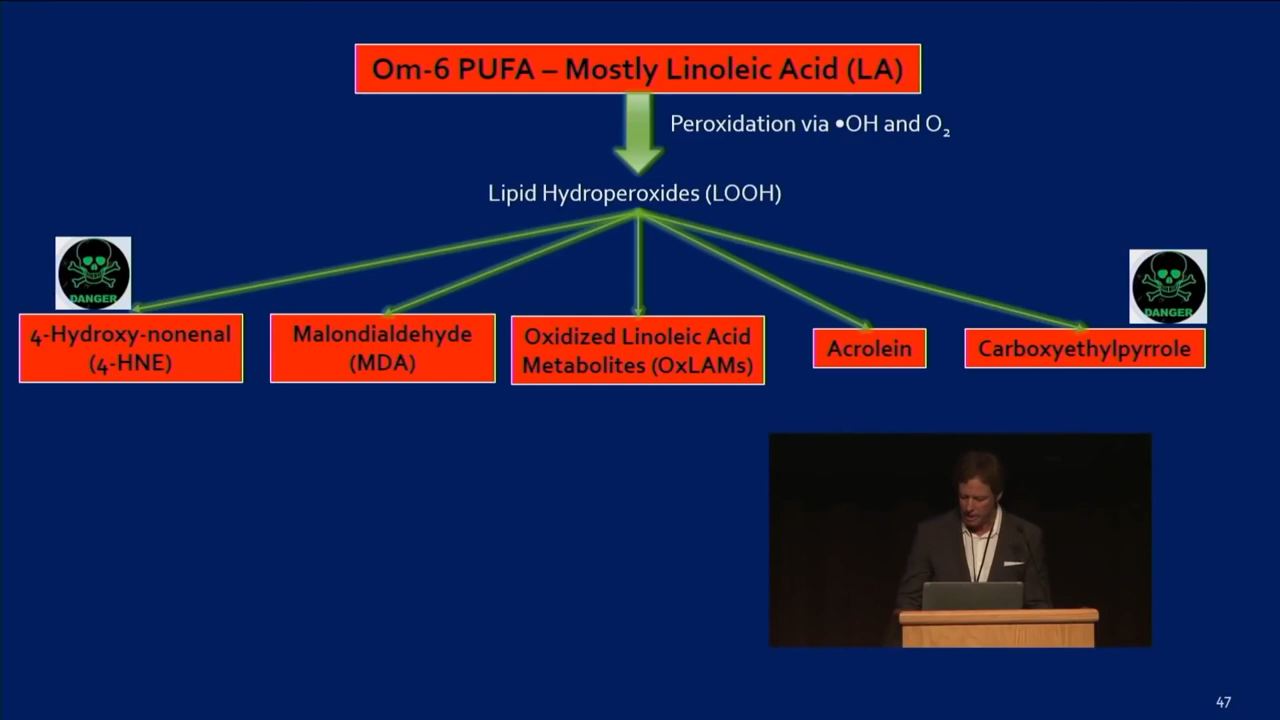 Om-6 PUFA – Mostly Linoleic Acid (LA)
Peroxidation via •OH and O₂
Lipid Hydroperoxides (LOOH)
DANGER
DANGER
4-Hydroxy-nonenal
(4-HNE)
Malondialdehyde
(MDA)
Oxidized Linoleic Acid
Metabolites (OxLAMs)
Acrolein
Carboxyethylpyrrole
47